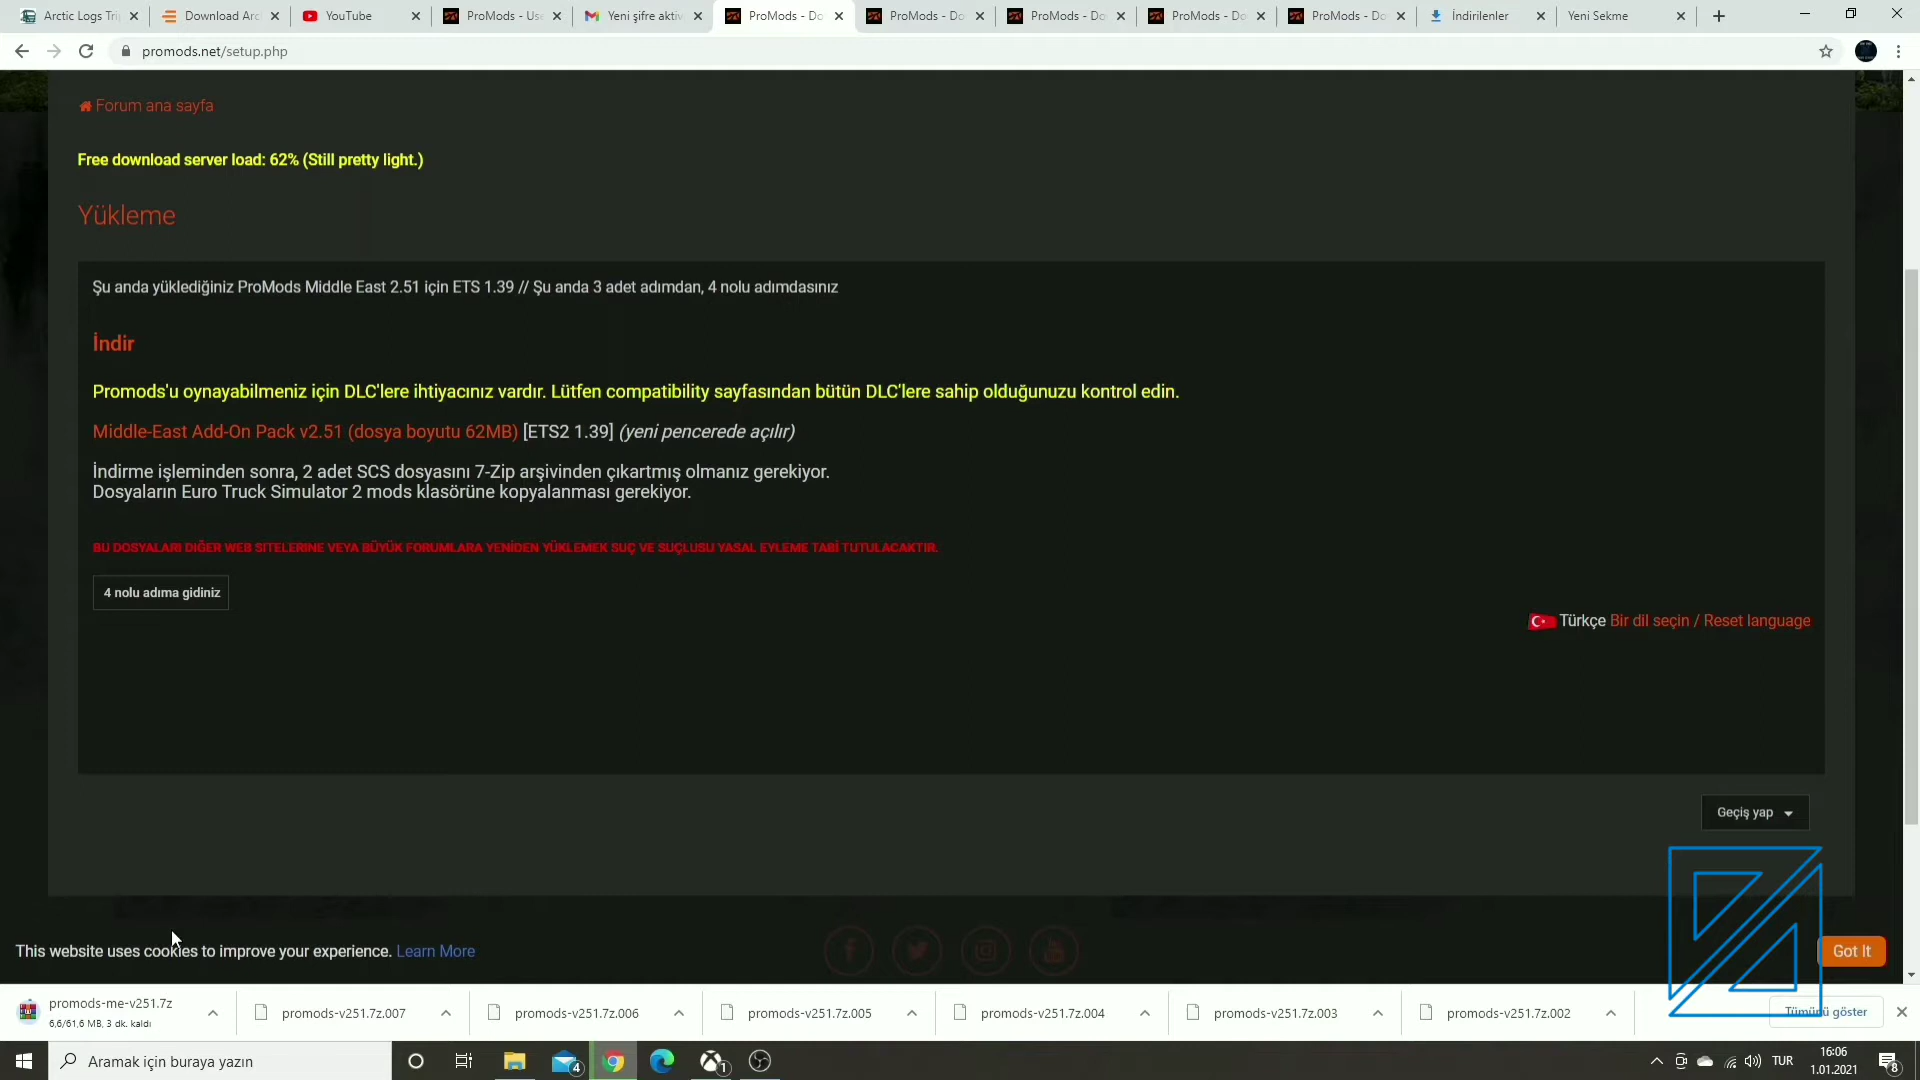 Arctic Logs Tri
Download Arc
YouTube
ProMods - Use
Yeni şifre aktiv
ProMods - Do
ProMods - Do
ProMods - Do
ProMods - Do
ProMods - Do
İndirilenler
Yeni Sekme
promods.net/setup.php
Forum ana sayfa
Free download server load: 62% (Still pretty light.)
Yükleme
Şu anda yüklediğiniz ProMods Middle East 2.51 için ETS 1.39 // Şu anda 3 adet adımdan, 4 nolu adımdasınız
İndir
Promods'u oynayabilmeniz için DLC'lere ihtiyacınız vardır. Lütfen compatibility sayfasından bütün DLC'lere sahip olduğunuzu kontrol edin.
Middle-East Add-On Pack v2.51 (dosya boyutu 62MB) [ETS2 1.39] (yeni pencerede açılır)
İndirme işleminden sonra, 2 adet SCS dosyasını 7-Zip arşivinden çıkartmış olmanız gerekiyor.
Dosyaların Euro Truck Simulator 2 mods klasörüne kopyalanması gerekiyor.
BU DOSYALARI DIĞER WEB SITELERINE VEYA BÜYÜK FORUMLARA YENİDEN YÜKLEMEK SUÇ VE SUÇLUSU YASAL EYLEME TABİ TUTULACAKTIR.
4 nolu adıma gidiniz
Türkçe Bir dil seçin / Reset language
Geçiş yap
This website uses cookies to improve your experience. Learn More
Got It
promods-me-v251.7z
6,6/61,6 MB, 3 dk. kaldı
promods-v251.7z.007
promods-v251.7z.006
promods-v251.7z.005
promods-v251.7z.004
promods-v251.7z.003
promods-v251.7z.002
Tümünü göster
Aramak için buraya yazın
4
1
TUR
16:06
1.01.2021
8